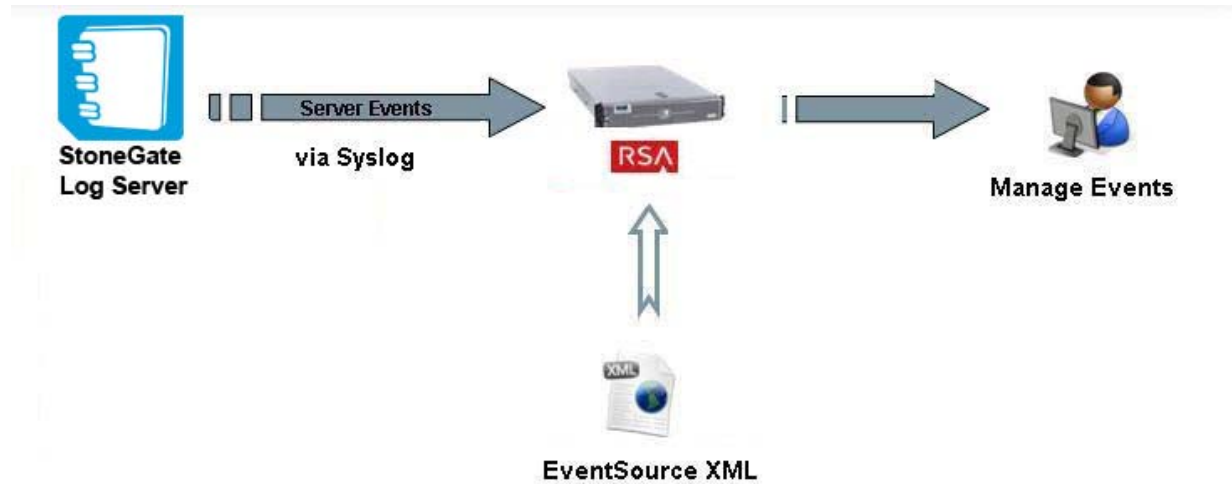 StoneGate
Log Server
Server Events
via Syslog
RSA
Manage Events
XML
EventSource XML